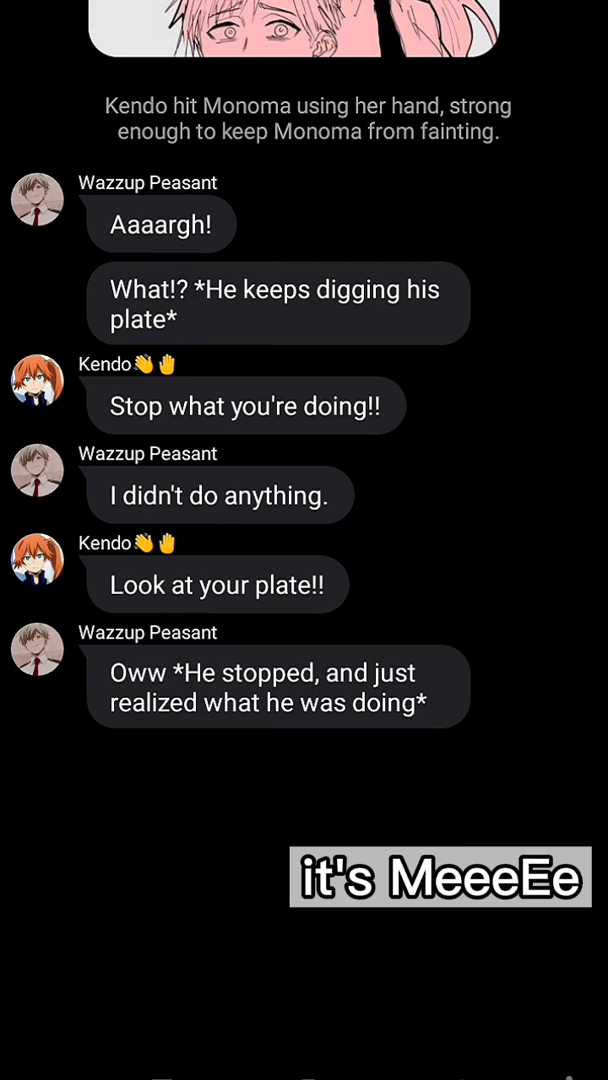 Kendo hit Monoma using her hand, strong
enough to keep Monoma from fainting.
Wazzup Peasant
Aaaargh!
What!? *He keeps digging his
plate*
Kendo👋🤚
Stop what you're doing!!
Wazzup Peasant
I didn't do anything.
Kendo👋🤚
Look at your plate!!
Wazzup Peasant
Oww *He stopped, and just
realized what he was doing*
it's MeeeEe